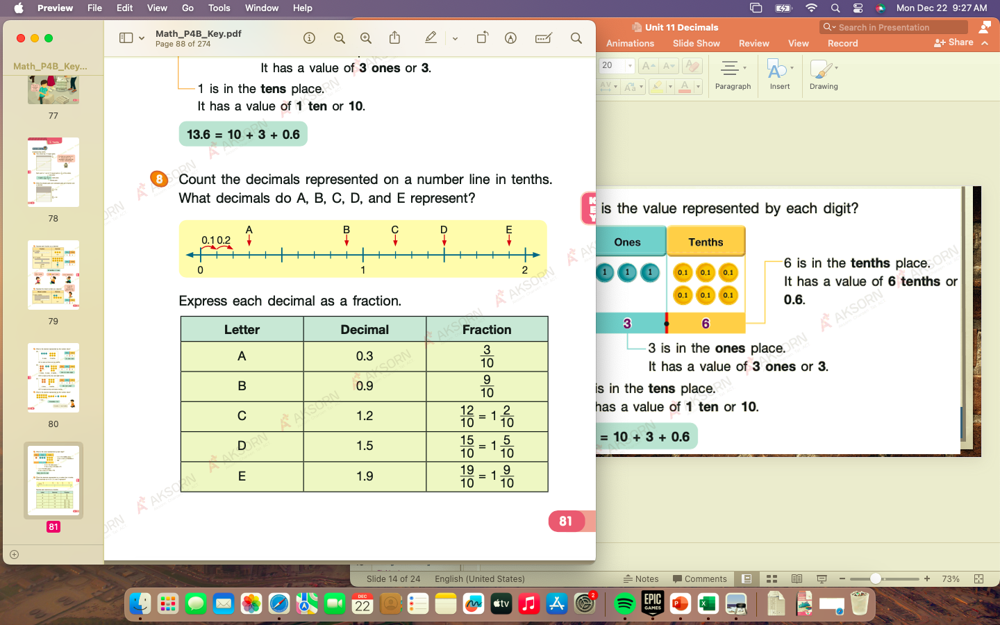 Preview File Edit View Go Tools Window Help
Mon Dec 22 9:27 AM
Math_P4B_Key.pdf
Page 88 of 274
Math_P4B_Key...
77
78
79
80
81
It has a value of 3 ones or 3.
1 is in the tens place.
It has a value of 1 ten or 10.
13.6 = 10 + 3 + 0.6
8 Count the decimals represented on a number line in tenths.
What decimals do A, B, C, D, and E represent?
A B C D E
0.1 0.2
0 1 2
Express each decimal as a fraction.
Letter Decimal Fraction
A 0.3 3/10
B 0.9 9/10
C 1.2 12/10 = 1 2/10
D 1.5 15/10 = 1 5/10
E 1.9 19/10 = 1 9/10
81
AKSORN
KEY
Unit 11 Decimals
Search in Presentation
Animations Slide Show Review View Record
Share
20
Paragraph Insert Drawing
is the value represented by each digit?
Ones Tenths
1 1 1
0.1 0.1 0.1
0.1 0.1 0.1
3 6
6 is in the tenths place.
It has a value of 6 tenths or
0.6.
3 is in the ones place.
It has a value of 3 ones or 3.
is in the tens place.
has a value of 1 ten or 10.
= 10 + 3 + 0.6
Slide 14 of 24 English (United States)
Notes Comments
73%
DEC
22
tv
EPIC
GAMES
P
X
2